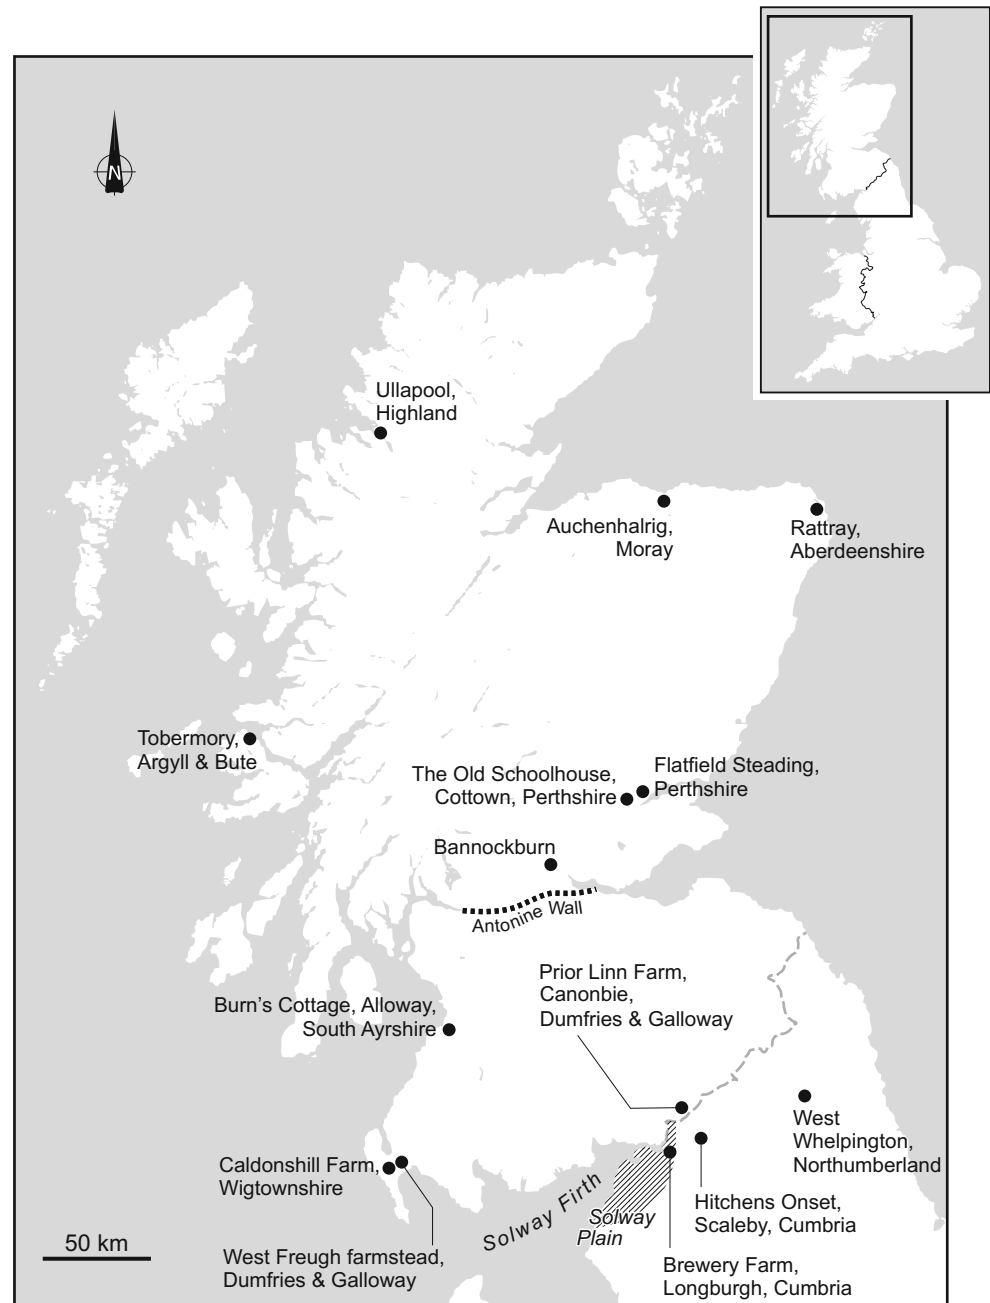 N
Ullapool,
Highland
Auchenhalrig,
Moray
Rattray,
Aberdeenshire
Tobermory,
Argyll & Bute
The Old Schoolhouse,
Cottown, Perthshire
Flatfield Steading,
Perthshire
Bannockburn
Antonine Wall
Prior Linn Farm,
Canonbie,
Dumfries & Galloway
Burn's Cottage, Alloway,
South Ayrshire
West
Whelpington,
Northumberland
Caldonshill Farm,
Wigtownshire
Solway Firth
Solway
Plain
Hitchens Onset,
Scaleby, Cumbria
50 km
West Freugh farmstead,
Dumfries & Galloway
Brewery Farm,
Longburgh, Cumbria